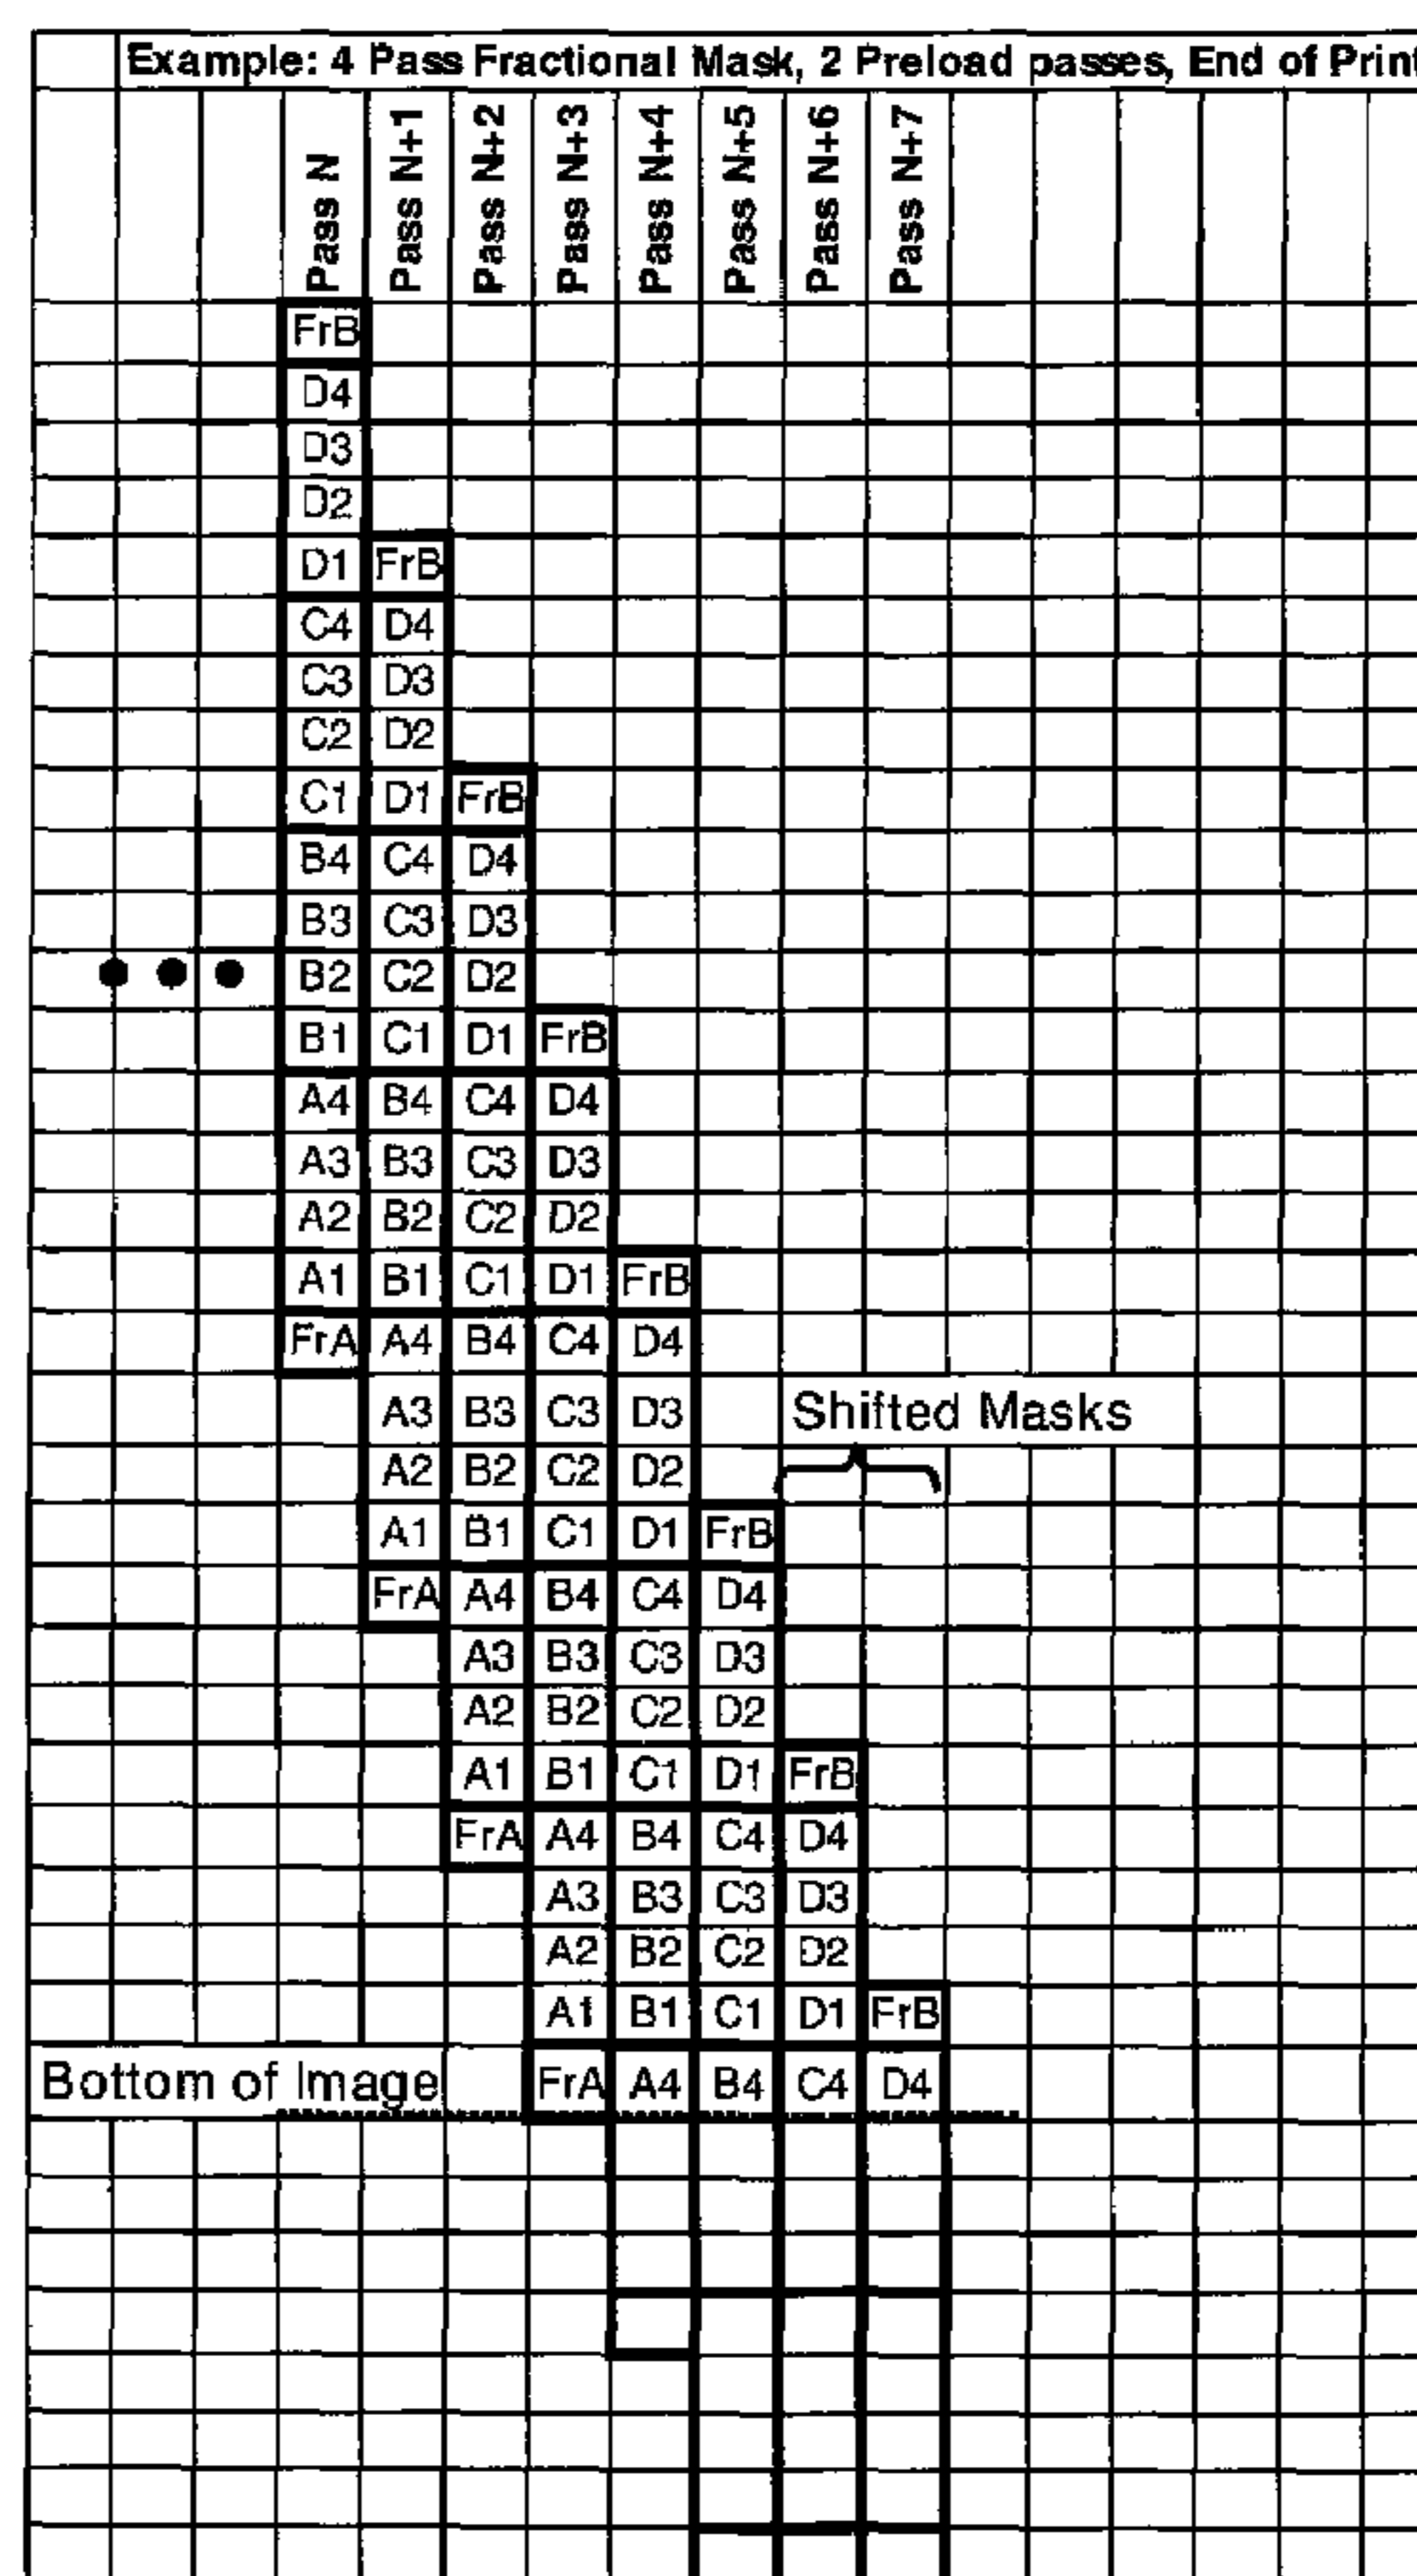 Example: 4 Pass Fractional Mask, 2 Preload passes, End of Print
Pass N Pass N+1 Pass N+2 Pass N+3 Pass N+4 Pass N+5 Pass N+6 Pass N+7
FrB
D4
D3
D2
D1 FrB
C4 D4
C3 D3
C2 D2
C1 D1 FrB
B4 C4 D4
B3 C3 D3
B2 C2 D2
B1 C1 D1 FrB
A4 B4 C4 D4
A3 B3 C3 D3
A2 B2 C2 D2
A1 B1 C1 D1 FrB
FrA A4 B4 C4 D4
A3 B3 C3 D3 Shifted Masks
A2 B2 C2 D2
A1 B1 C1 D1 FrB
FrA A4 B4 C4 D4
A3 B3 C3 D3
A2 B2 C2 D2
A1 B1 C1 D1 FrB
FrA A4 B4 C4 D4
A3 B3 C3 D3
A2 B2 C2 D2
A1 B1 C1 D1 FrB
Bottom of Image FrA A4 B4 C4 D4